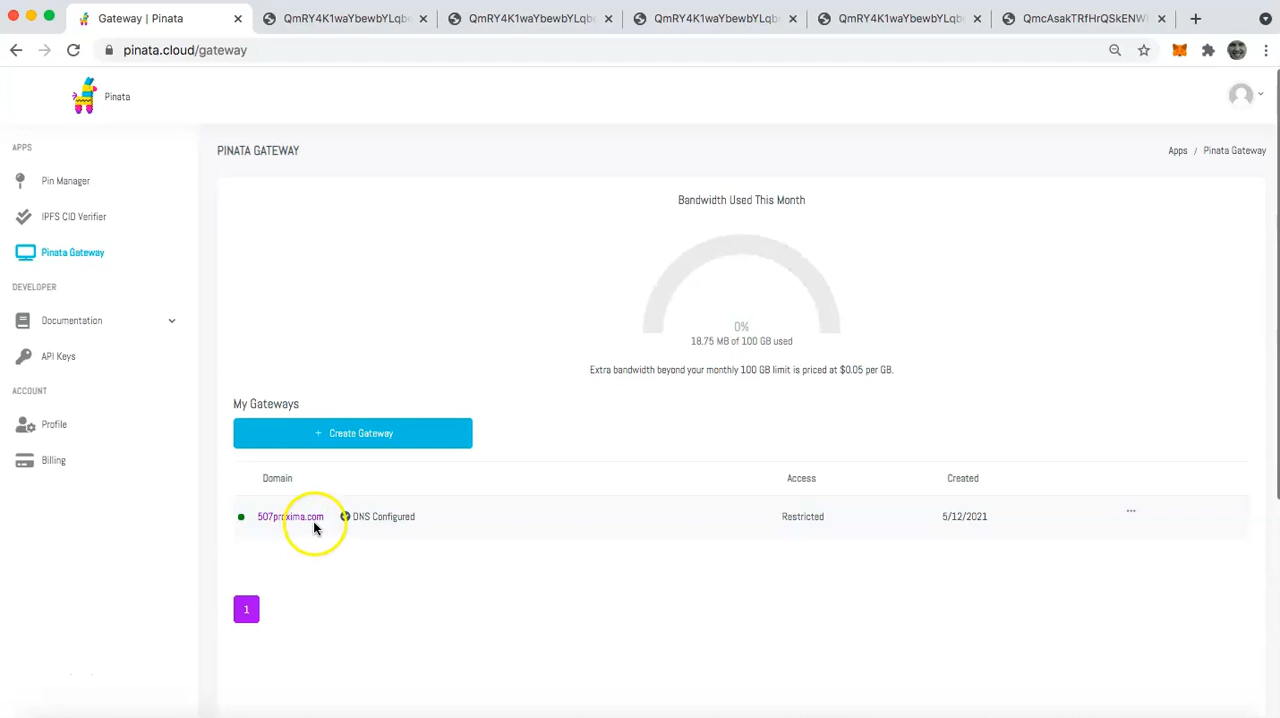 Gateway | Pinata
QmRY4K1waYbewbYLqb
QmRY4K1waYbewbYLqb
QmRY4K1waYbewbYLqb
QmRY4K1waYbewbYLqb
QmcAsakTRfHrQSkENW
pinata.cloud/gateway
Pinata
APPS
Pin Manager
IPFS CID Verifier
Pinata Gateway
DEVELOPER
Documentation
API Keys
ACCOUNT
Profile
Billing
PINATA GATEWAY
Apps / Pinata Gateway
Bandwidth Used This Month
0%
18.75 MB of 100 GB used
Extra bandwidth beyond your monthly 100 GB limit is priced at $0.05 per GB.
My Gateways
+ Create Gateway
Domain Access Created
507proxima.com DNS Configured Restricted 5/12/2021
1